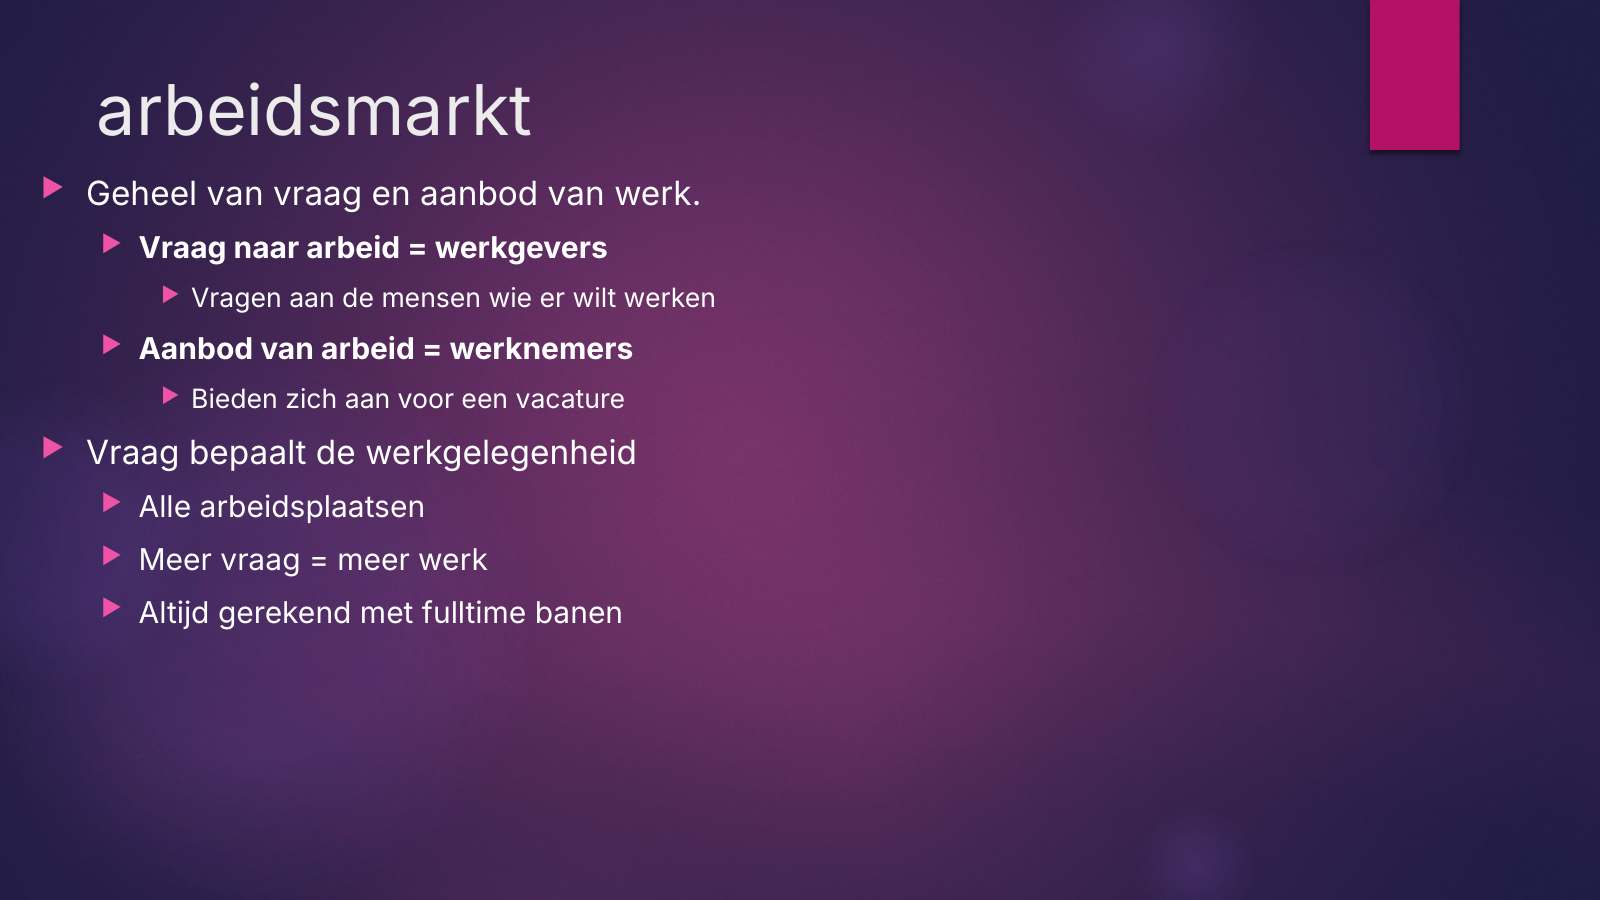 arbeidsmarkt
Geheel van vraag en aanbod van werk.
Vraag naar arbeid = werkgevers
Vragen aan de mensen wie er wilt werken
Aanbod van arbeid = werknemers
Bieden zich aan voor een vacature
Vraag bepaalt de werkgelegenheid
Alle arbeidsplaatsen
Meer vraag = meer werk
Altijd gerekend met fulltime banen